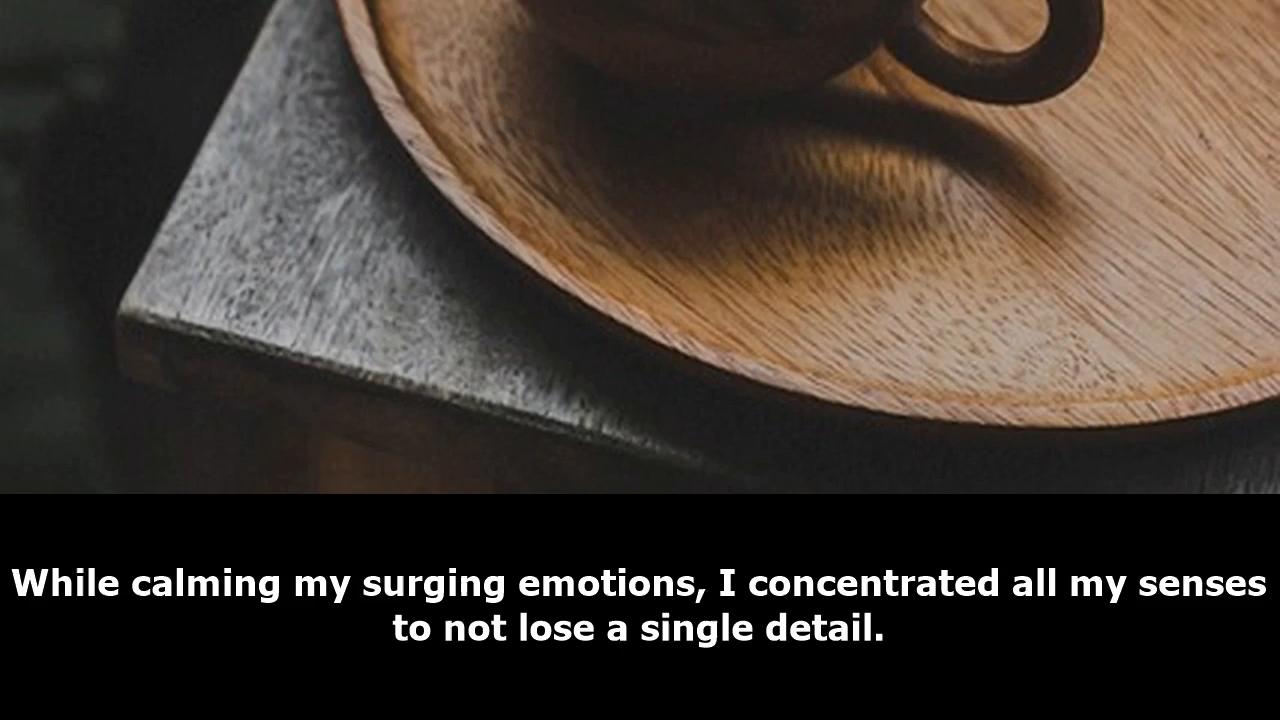 While calming my surging emotions, I concentrated all my senses
to not lose a single detail.